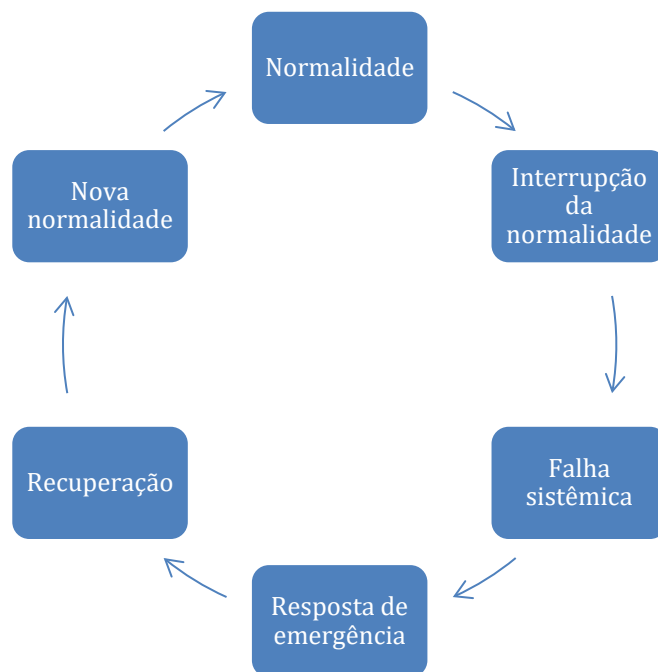 Normalidade
Interrupção
da
normalidade
Falha
sistêmica
Resposta de
emergência
Recuperação
Nova
normalidade